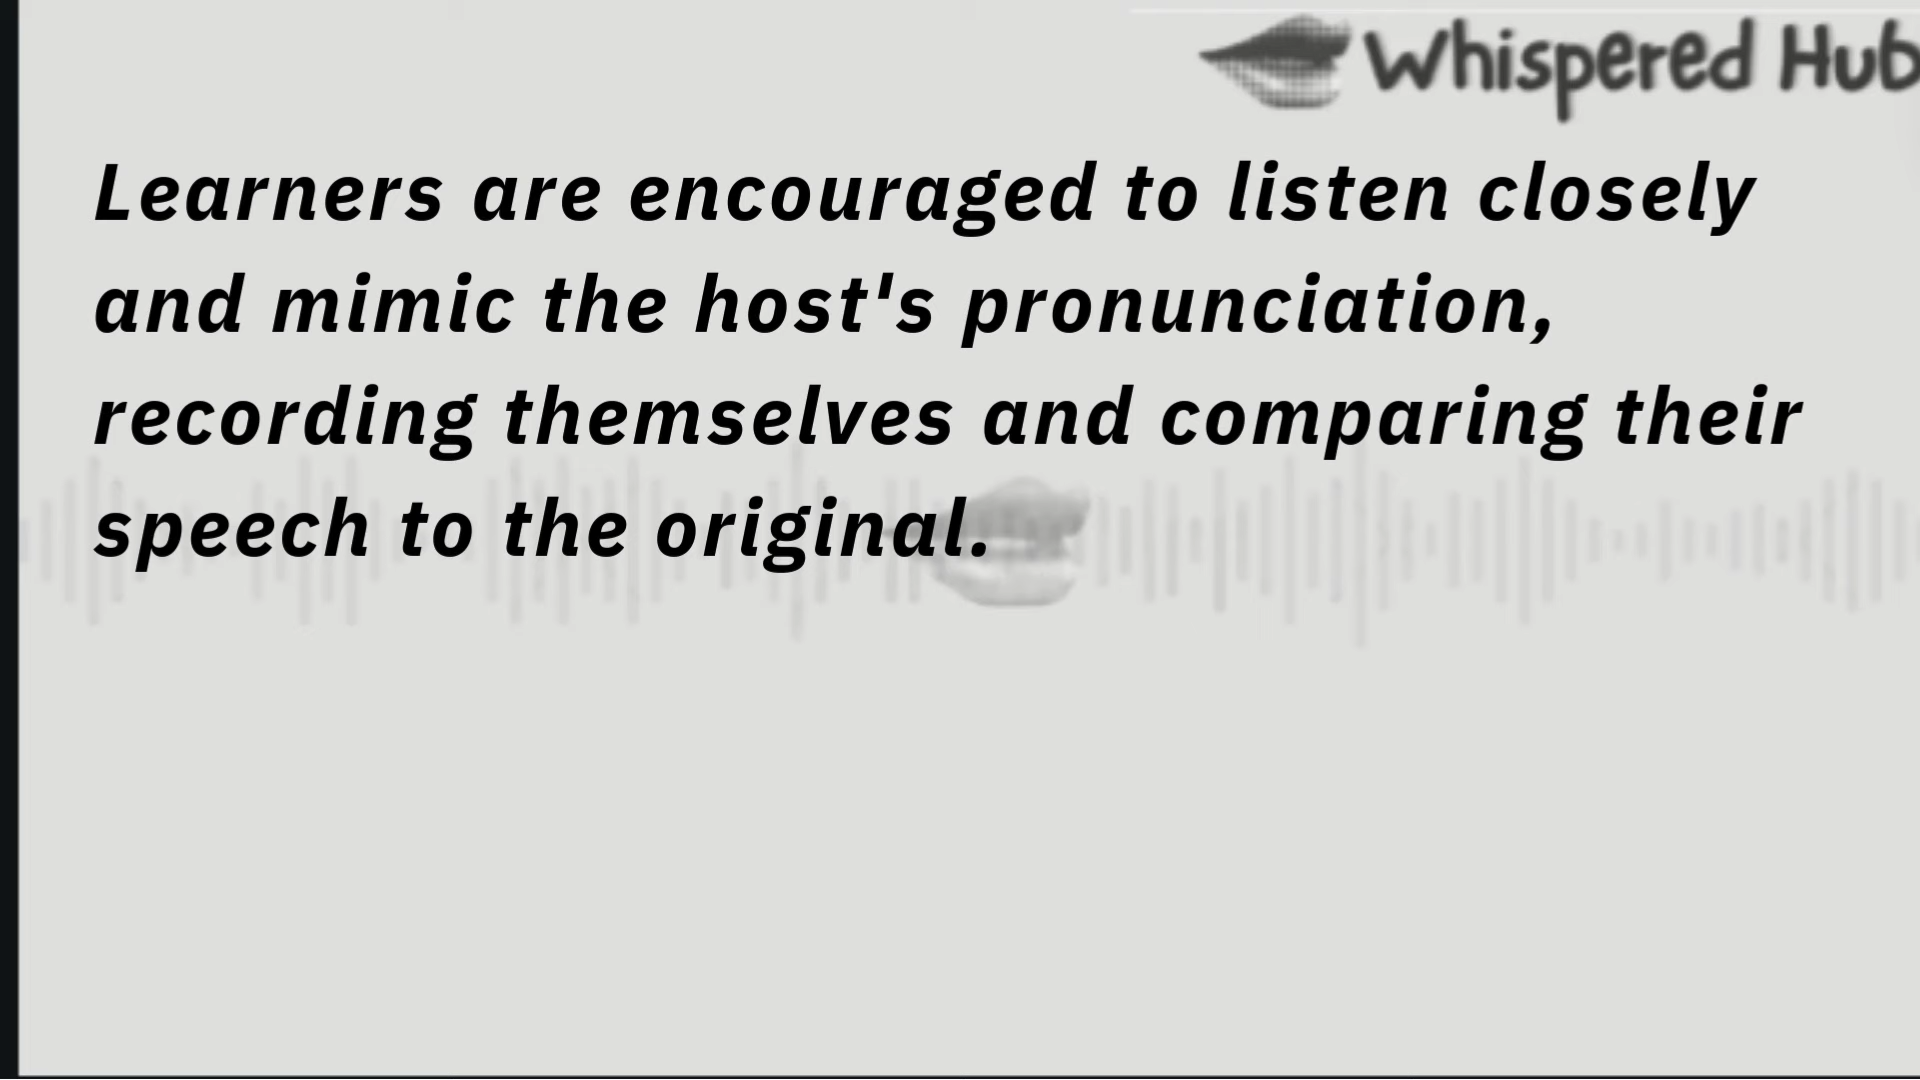 Whispered Hub
Learners are encouraged to listen closely
and mimic the host's pronunciation,
recording themselves and comparing their
speech to the original.